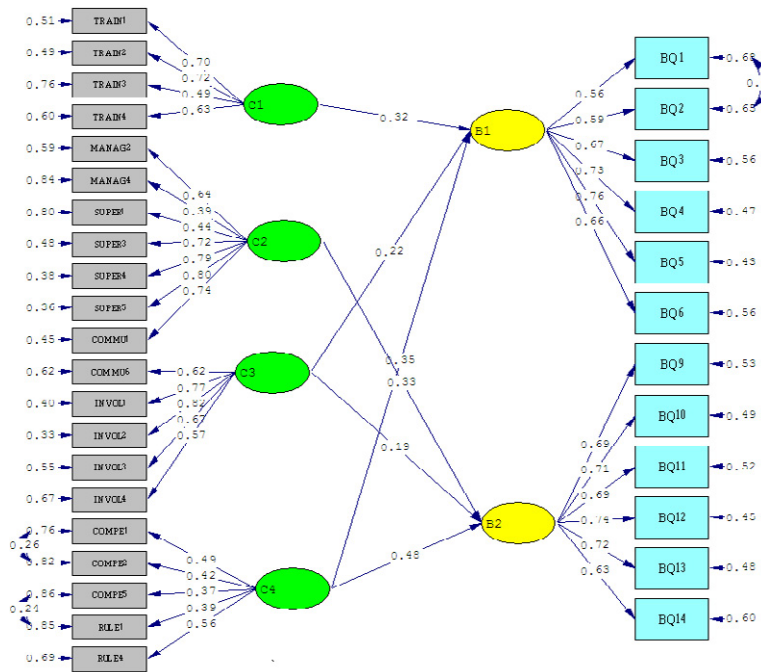 0.51 TRAIN1
0.49 TRAIN2
0.76 TRAIN3
0.60 TRAIN4
0.59 MANAG2
0.84 MANAG4
0.80
0.48 SUPER3
0.38 SUPER4
0.36 SUPER5
0.45
0.62 COMMU6
0.40 INVOL1
0.33 INVOL2
0.55 INVOL3
0.67 INVOL4
0.76 COMPE1
0.26
0.82
0.86 COMPE5
0.85 RULE1
0.69 RULE4
0.70
0.72
0.49
0.63
C1
0.64
0.39
0.44
0.72
0.79
0.80
0.74
C2
0.62
0.77
0.82
0.67
0.57
C3
0.49
0.42
0.37
0.39
0.56
C4
0.32
0.22
0.35
0.33
0.19
0.48
B1
B2
0.56
0.59
0.67
0.73
0.76
0.66
0.69
0.71
0.69
0.74
0.72
0.63
BQ1 0.68
BQ2 0.65
BQ3 0.56
BQ4 0.47
BQ5 0.43
BQ6 0.56
BQ9 0.53
BQ10 0.49
BQ11 0.52
BQ12 0.45
BQ13 0.48
BQ14 0.60